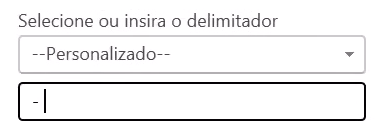 Selecione ou insira o delimitador
--Personalizado--
-